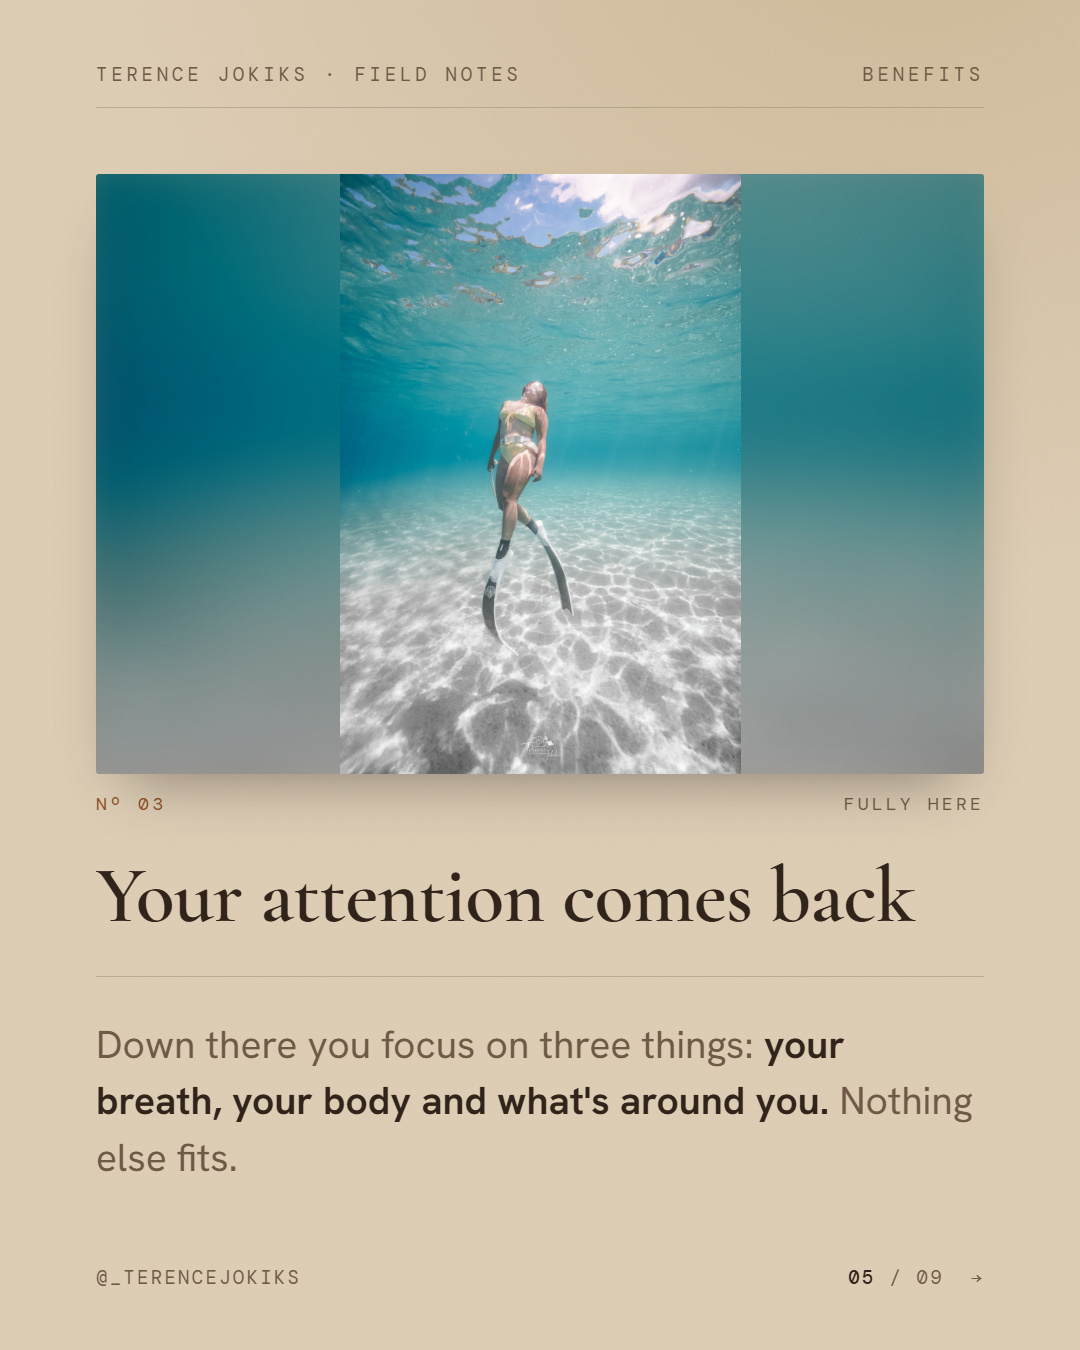 TERENCE JOKIKS · FIELD NOTES
BENEFITS
Nº 03
FULLY HERE
Your attention comes back
Down there you focus on three things: your
breath, your body and what's around you. Nothing
else fits.
@_TERENCEJOKIKS
05 / 09 →